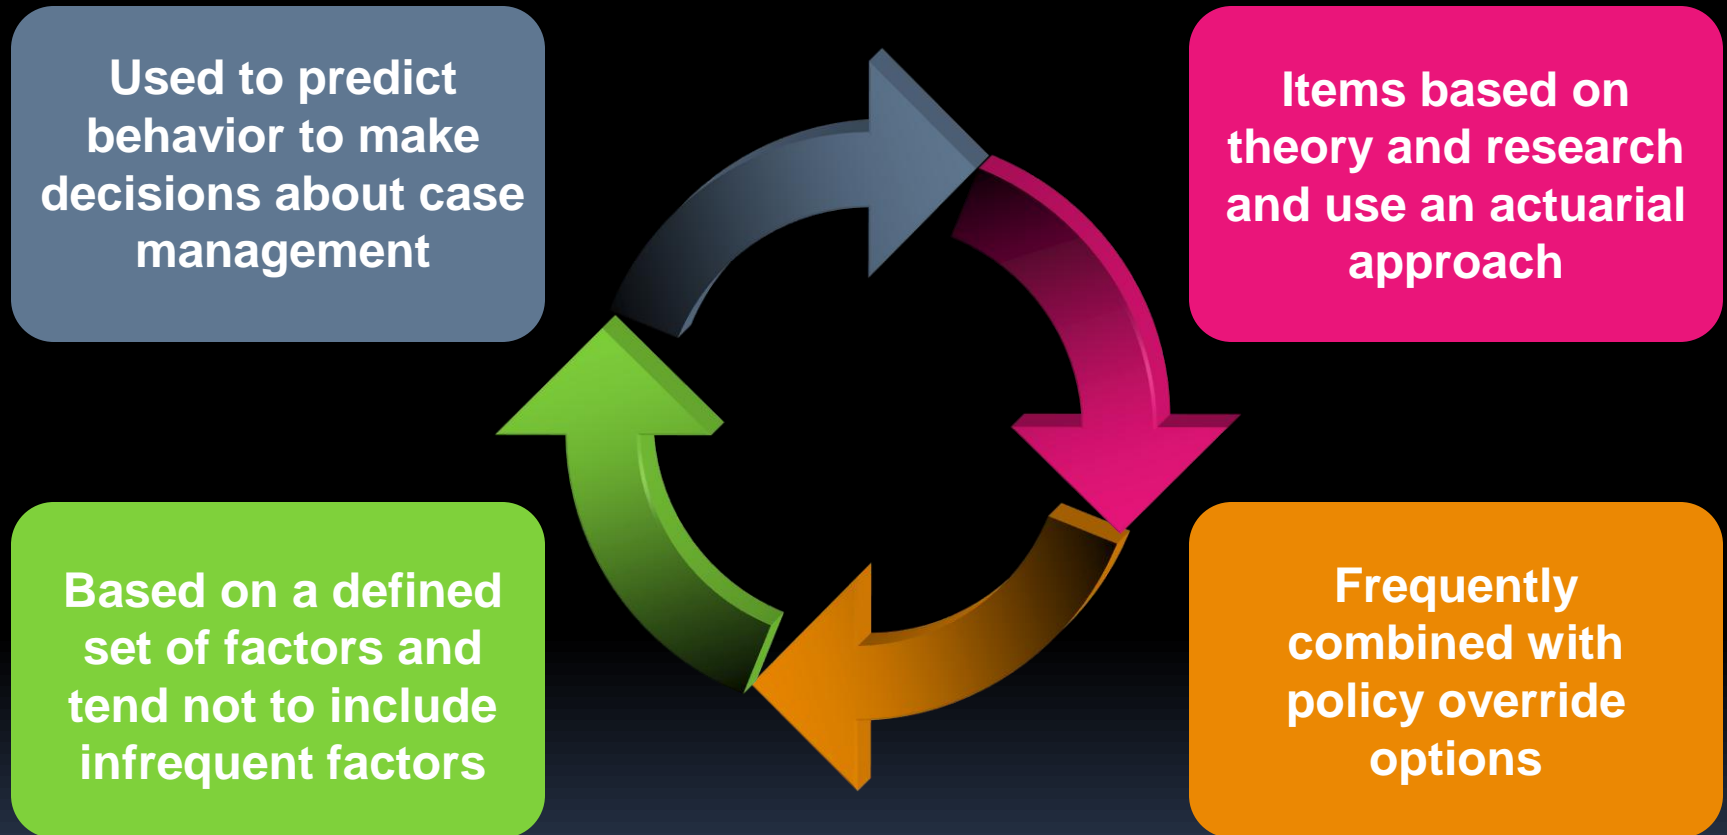 Used to predict
behavior to make
decisions about case
management
Items based on
theory and research
and use an actuarial
approach
Based on a defined
set of factors and
tend not to include
infrequent factors
Frequently
combined with
policy override
options